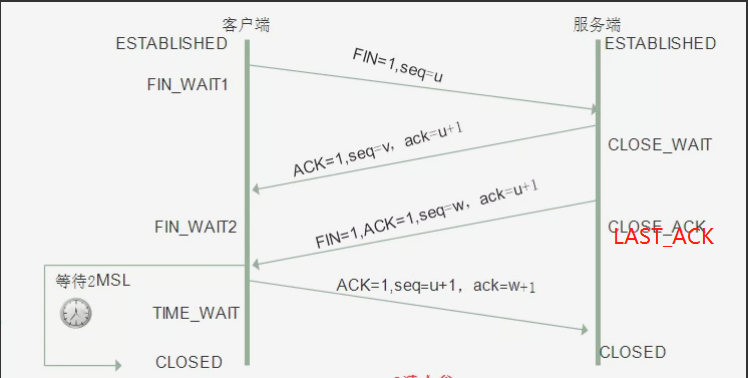 客户端
服务端
ESTABLISHED
ESTABLISHED
FIN=1,seq=u
FIN_WAIT1
ACK=1,seq=v，ack=u+1
CLOSE_WAIT
FIN=1,ACK=1,seq=w，ack=u+1
FIN_WAIT2
CLOSE_ACK
LAST_ACK
等待2MSL
ACK=1,seq=u+1，ack=w+1
TIME_WAIT
CLOSED
CLOSED